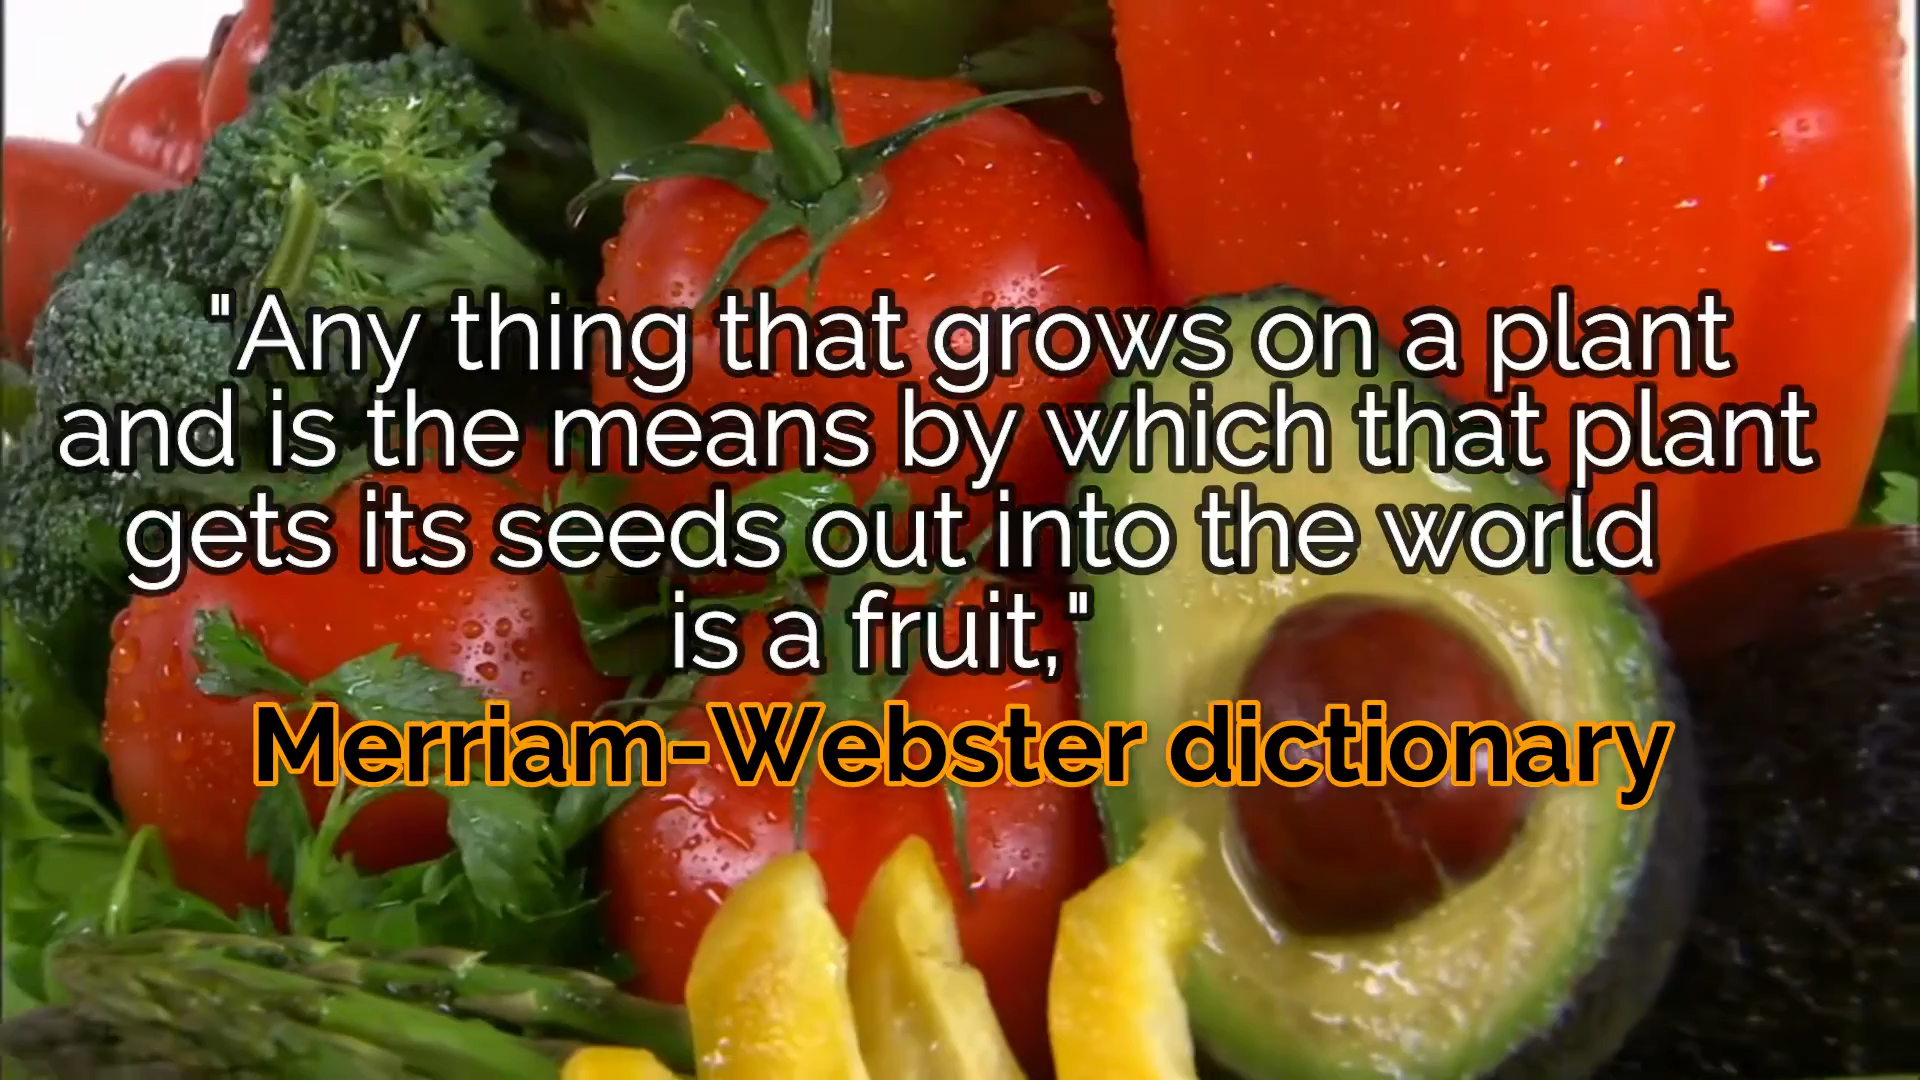 "Any thing that grows on a plant
and is the means by which that plant
gets its seeds out into the world
is a fruit,"
Merriam-Webster dictionary